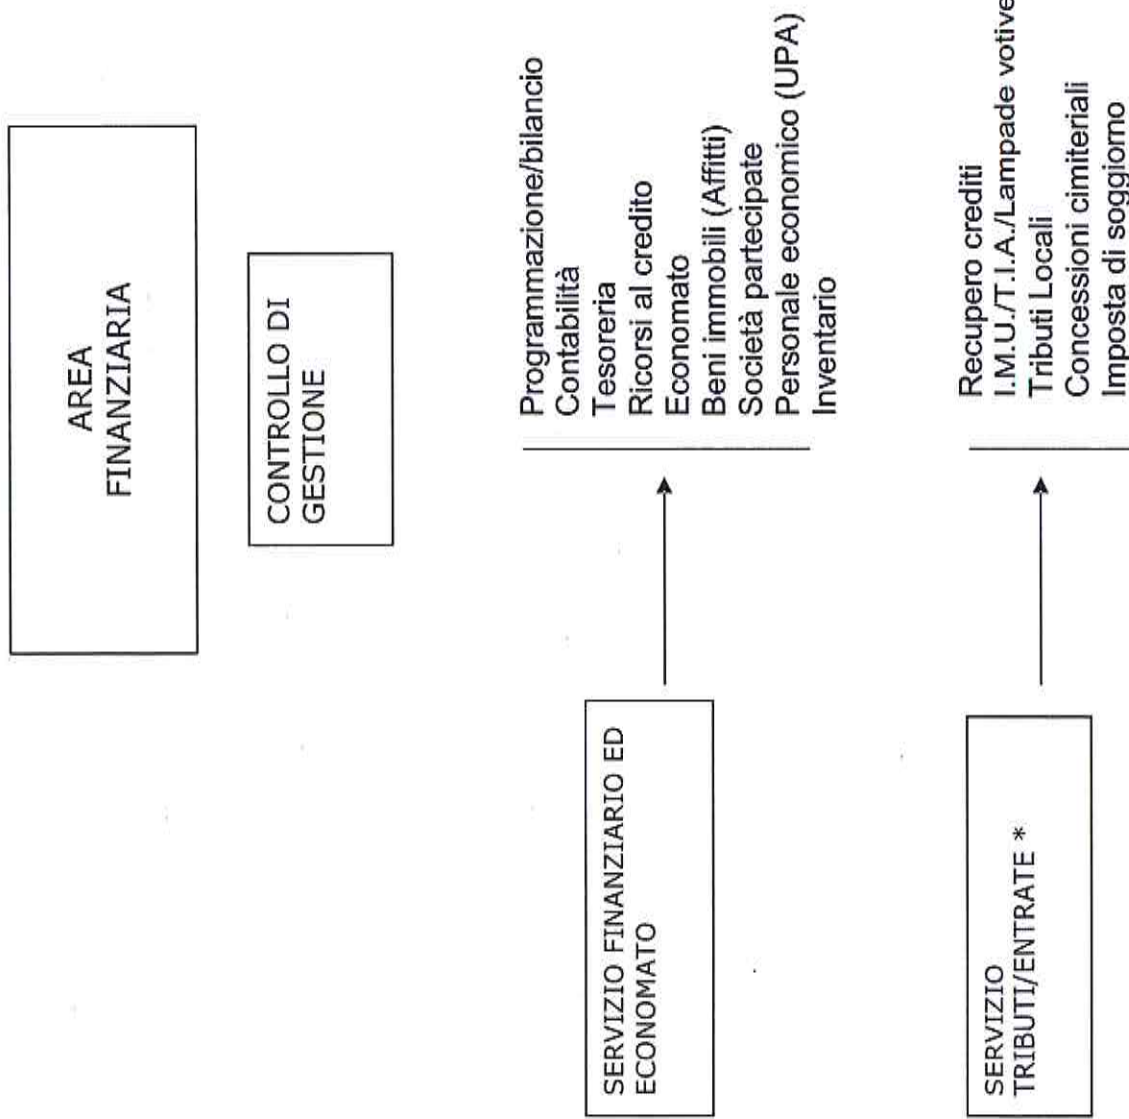 AREA
FINANZIARIA
CONTROLLO DI
GESTIONE
SERVIZIO FINANZIARIO ED
ECONOMATO
Programmazione/bilancio
Contabilità
Tesoreria
Ricorsi al credito
Economato
Beni immobili (Affitti)
Società partecipate
Personale economico (UPA)
Inventario
SERVIZIO
TRIBUTI/ENTRATE *
Recupero crediti
I.M.U./T.I.A./Lampade votive
Tributi Locali
Concessioni cimiteriali
Imposta di soggiorno